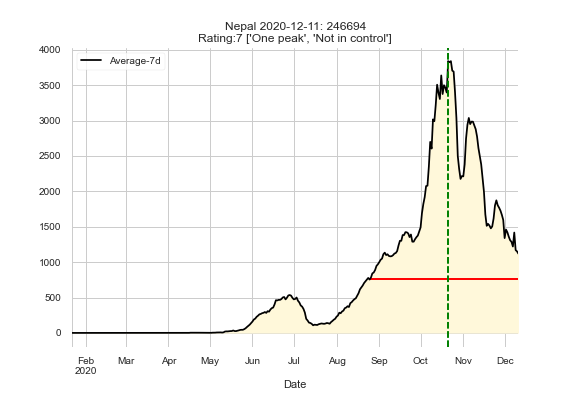 Nepal 2020-12-11: 246694
Rating:7 ['One peak', 'Not in control']
4000
Average-7d
3500
3000
2500
2000
1500
1000
500
0
Feb Mar Apr May Jun Jul Aug Sep Oct Nov Dec
2020
Date